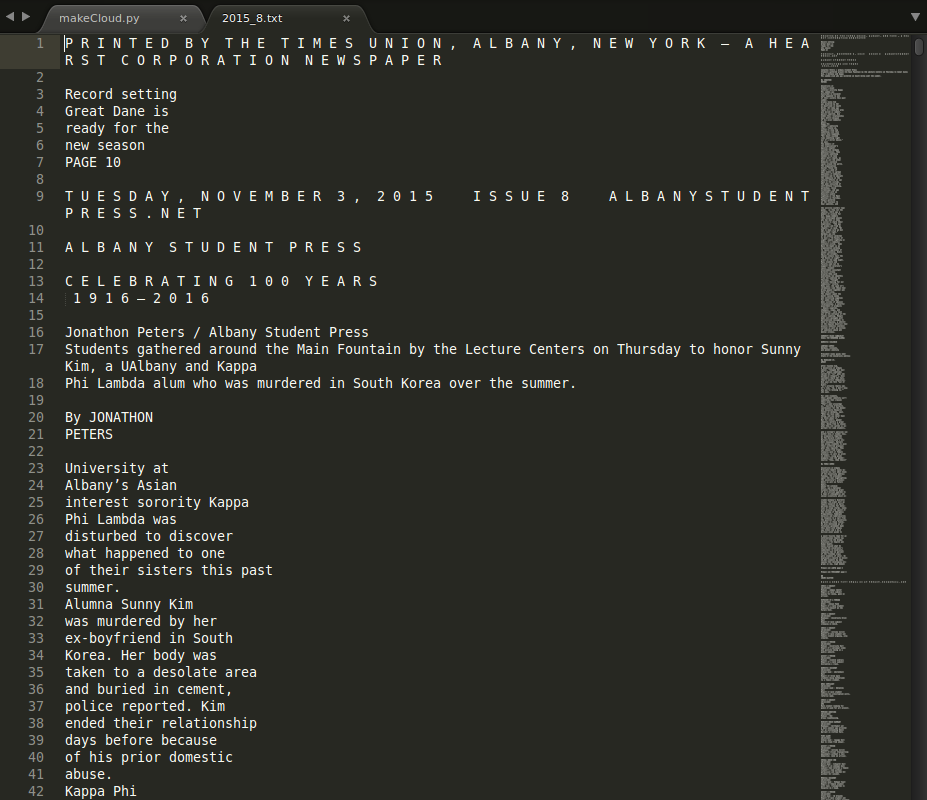 makeCloud.py × 2015_8.txt ×
1 P R I N T E D  B Y  T H E  T I M E S  U N I O N ,  A L B A N Y ,  N E W  Y O R K  –  A  H E A
R S T  C O R P O R A T I O N  N E W S P A P E R
2
3 Record setting
4 Great Dane is
5 ready for the
6 new season
7 PAGE 10
8
9 T U E S D A Y ,  N O V E M B E R  3 ,  2 0 1 5    I S S U E  8    A L B A N Y S T U D E N T
P R E S S . N E T
10
11 A L B A N Y  S T U D E N T  P R E S S
12
13 C E L E B R A T I N G  1 0 0  Y E A R S
14 1 9 1 6 – 2 0 1 6
15
16 Jonathon Peters / Albany Student Press
17 Students gathered around the Main Fountain by the Lecture Centers on Thursday to honor Sunny
Kim, a UAlbany and Kappa
18 Phi Lambda alum who was murdered in South Korea over the summer.
19
20 By JONATHON
21 PETERS
22
23 University at
24 Albany’s Asian
25 interest sorority Kappa
26 Phi Lambda was
27 disturbed to discover
28 what happened to one
29 of their sisters this past
30 summer.
31 Alumna Sunny Kim
32 was murdered by her
33 ex-boyfriend in South
34 Korea. Her body was
35 taken to a desolate area
36 and buried in cement,
37 police reported. Kim
38 ended their relationship
39 days before because
40 of his prior domestic
41 abuse.
42 Kappa Phi